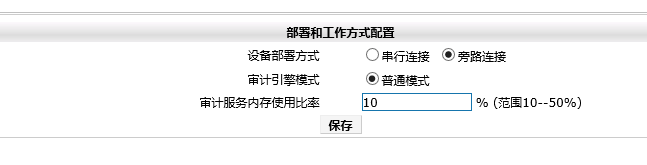 部署和工作方式配置
设备部署方式 串行连接 旁路连接
审计引擎模式 普通模式
审计服务内存使用比率 10 % (范围10--50%)
保存